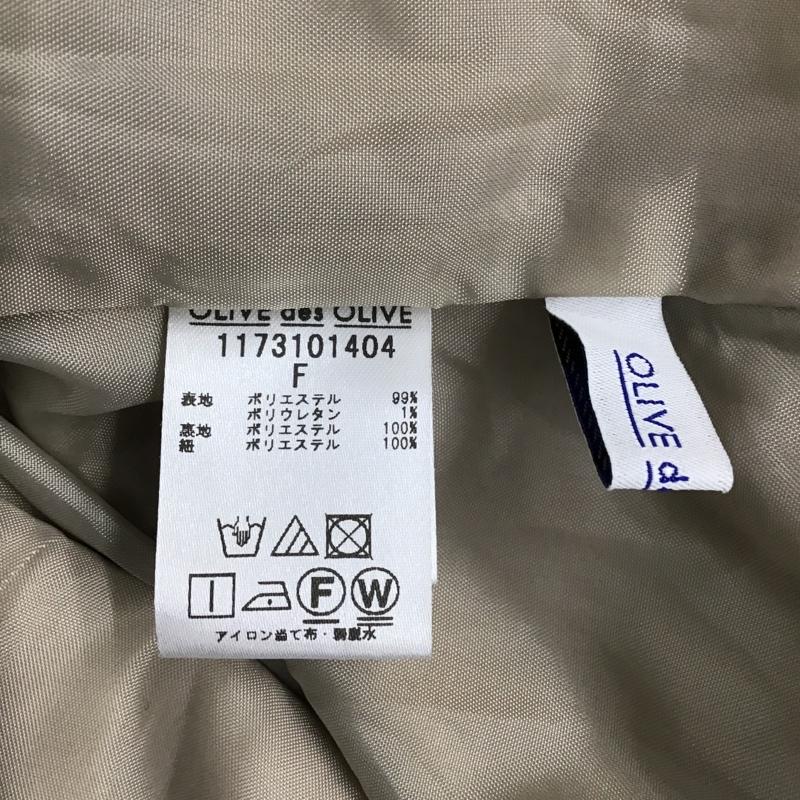 OLIVE des OLIVE
1173101404
F
表地 ポリエステル 99%
ポリウレタン 1%
裏地 ポリエステル 100%
紐 ポリエステル 100%
F W
アイロン当て布・弱脱水
OLIVE d